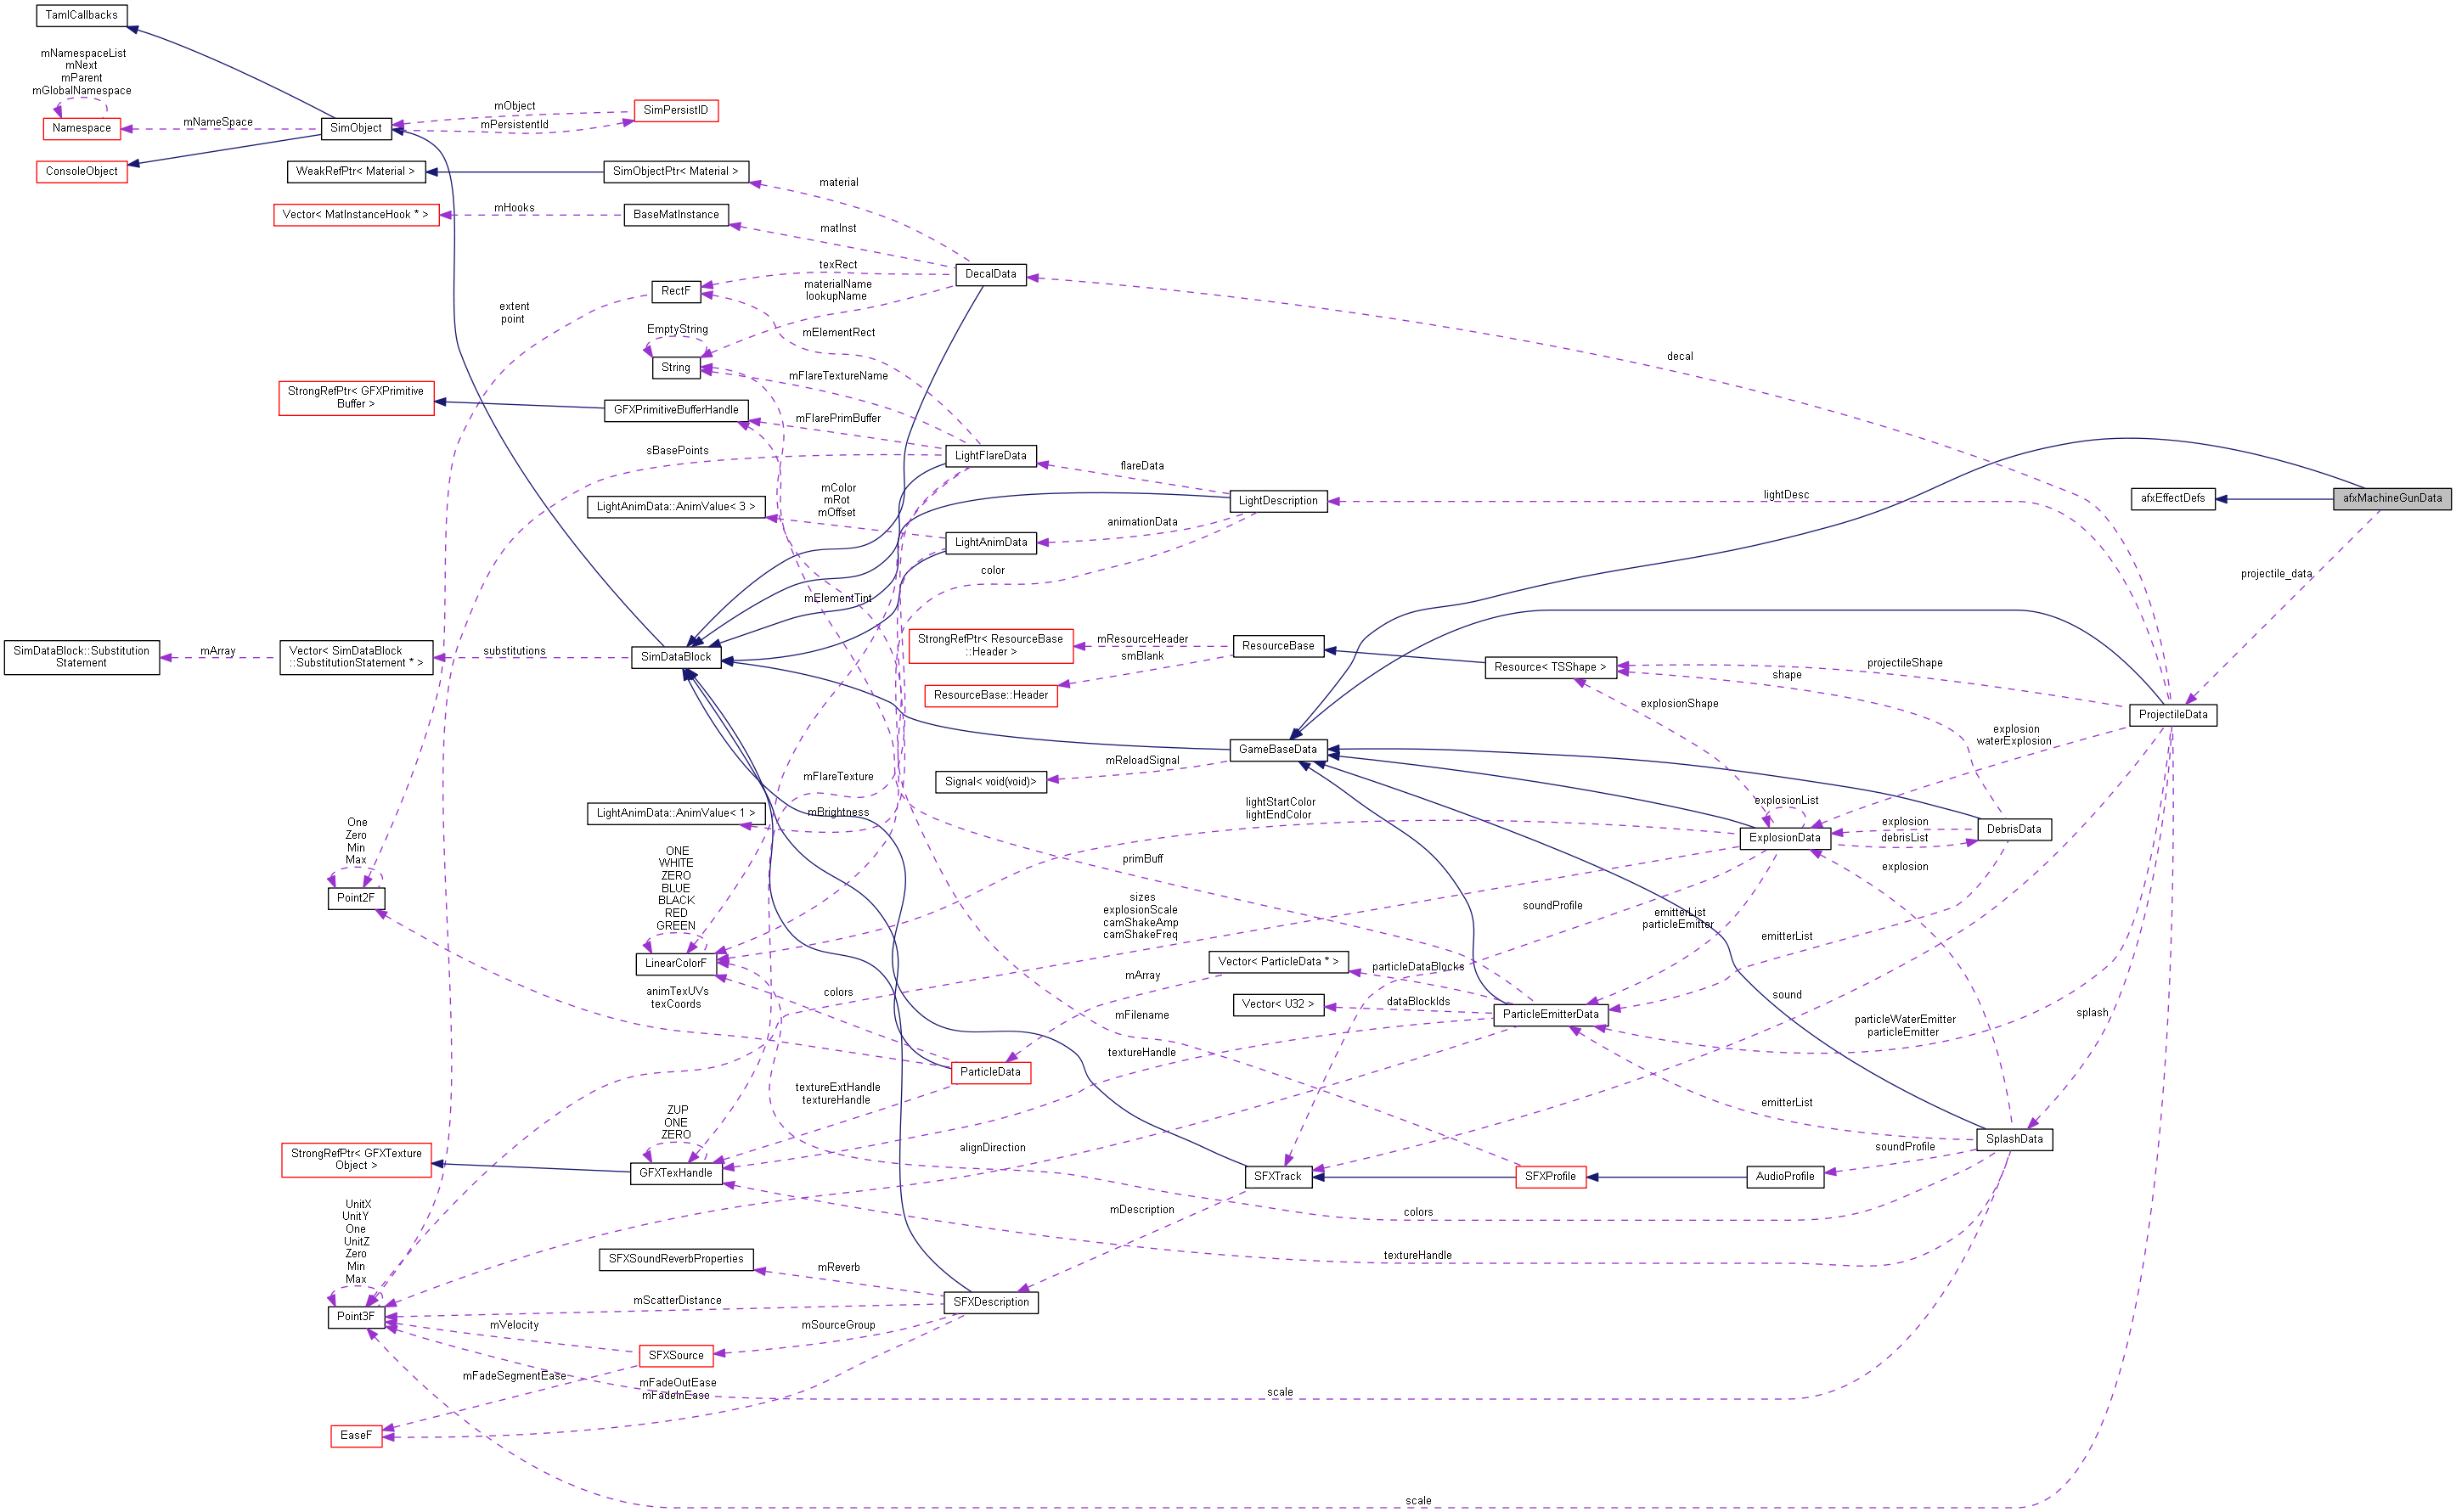 TamlCallbacks
mNamespaceList
mNext
mParent
mGlobalNamespace
Namespace
mNameSpace
SimObject
mObject
mPersistentId
SimPersistID
ConsoleObject
WeakRefPtr< Material >
SimObjectPtr< Material >
material
Vector< MatInstanceHook * >
mHooks
BaseMatInstance
matInst
texRect
DecalData
RectF
materialName
lookupName
extent
point
EmptyString
mElementRect
String
decal
mFlareTextureName
StrongRefPtr< GFXPrimitive
Buffer >
GFXPrimitiveBufferHandle
mFlarePrimBuffer
sBasePoints
LightFlareData
flareData
mColor
mRot
mOffset
LightAnimData::AnimValue< 3 >
LightDescription
lightDesc
afxEffectDefs
afxMachineGunData
animationData
LightAnimData
color
projectile_data
mElementTint
SimDataBlock::Substitution
Statement
mArray
Vector< SimDataBlock
::SubstitutionStatement * >
substitutions
SimDataBlock
StrongRefPtr< ResourceBase
::Header >
mResourceHeader
smBlank
ResourceBase
ResourceBase::Header
Resource< TSShape >
projectileShape
shape
explosionShape
ProjectileData
explosion
waterExplosion
GameBaseData
mReloadSignal
Signal< void(void)>
mFlareTexture
LightAnimData::AnimValue< 1 >
mBrightness
lightStartColor
lightEndColor
explosionList
ExplosionData
explosion
debrisList
DebrisData
One
Zero
Min
Max
Point2F
ONE
WHITE
ZERO
BLUE
BLACK
RED
GREEN
LinearColorF
primBuff
explosion
sizes
explosionScale
camShakeAmp
camShakeFreq
soundProfile
emitterList
particleEmitter
emitterList
Vector< ParticleData * >
mArray
particleDataBlocks
animTexUVs
texCoords
colors
Vector< U32 >
dataBlockIds
ParticleEmitterData
sound
mFilename
particleWaterEmitter
particleEmitter
splash
textureHandle
ParticleData
textureExtHandle
textureHandle
emitterList
ZUP
ONE
ZERO
StrongRefPtr< GFXTexture
Object >
GFXTexHandle
alignDirection
SFXTrack
SFXProfile
AudioProfile
soundProfile
SplashData
mDescription
colors
UnitX
UnitY
One
UnitZ
Zero
Min
Max
Point3F
SFXSoundReverbProperties
mReverb
textureHandle
mScatterDistance
SFXDescription
mVelocity
mSourceGroup
SFXSource
mFadeSegmentEase
mFadeOutEase
mFadeInEase
scale
EaseF
scale